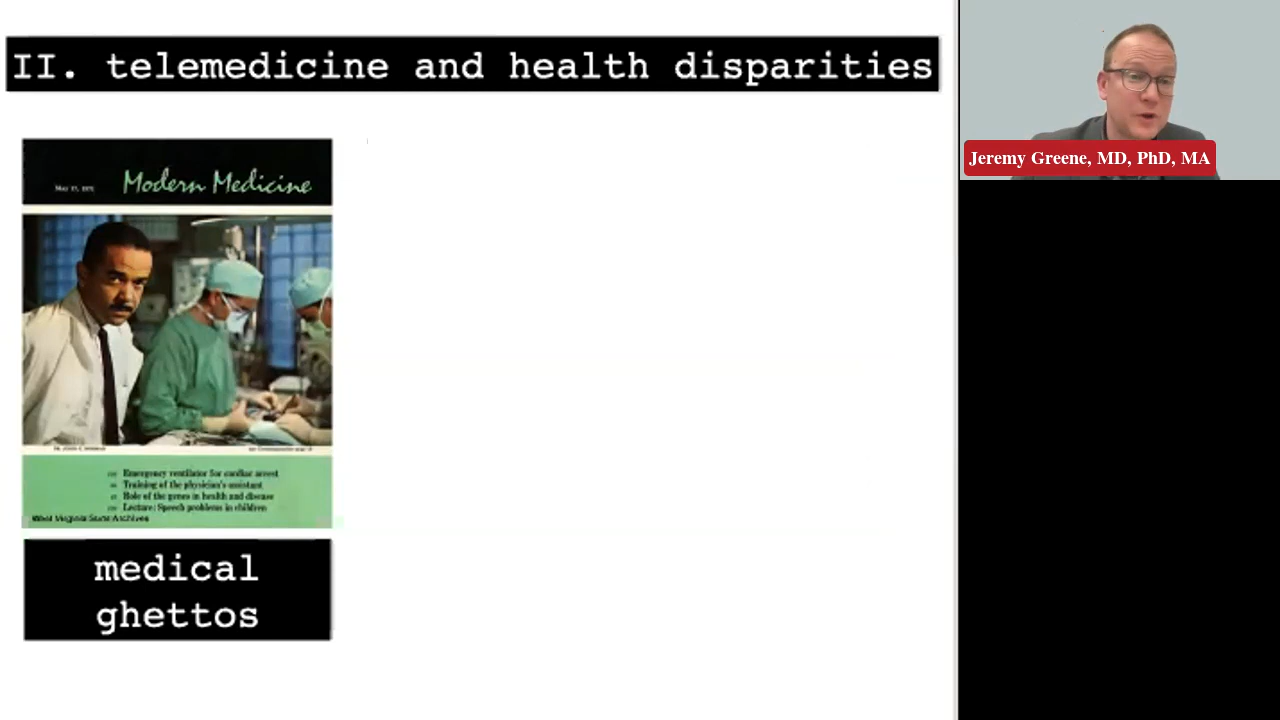 II. telemedicine and health disparities
Jeremy Greene, MD, PhD, MA
Modern Medicine
Emergency ventilator for cardiac arrest
Training of the physician's assistant
Role of the genes in health and disease
Lecture: Speech problems in children
West Virginia State Archives
medical
ghettos